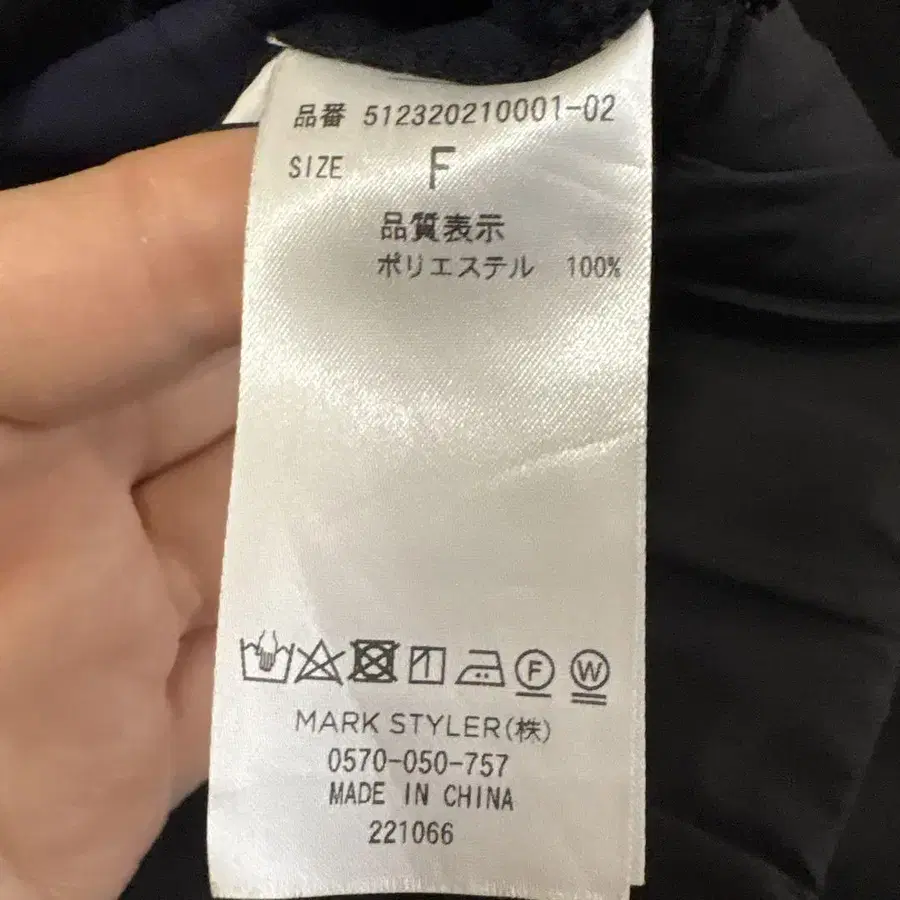 品番 512320210001-02
SIZE F
品質表示
ポリエステル 100%
F W
MARK STYLER(株)
0570-050-757
MADE IN CHINA
221066